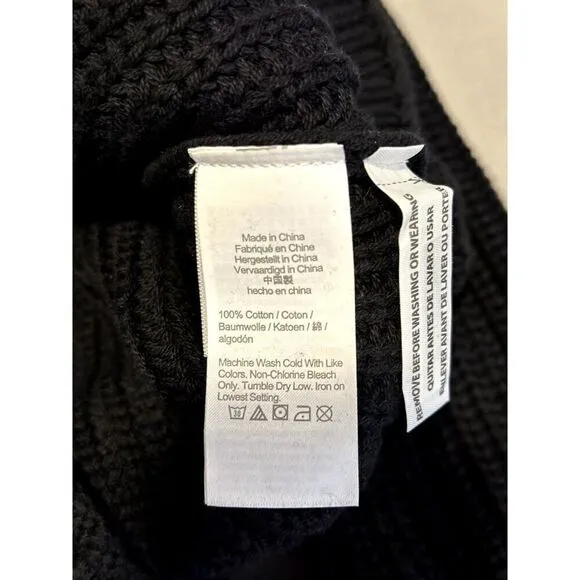 Made in China
Fabriqué en Chine
Hergestellt in China
Vervaardigd in China
中国製
hecho en china
100% Cotton / Coton /
Baumwolle / Katoen / 綿 /
algodón
Machine Wash Cold With Like
Colors. Non-Chlorine Bleach
Only. Tumble Dry Low. Iron on
Lowest Setting.
REMOVE BEFORE WASHING OR WEARING
QUITAR ANTES DE LAVAR O USAR
ENLEVER AVANT DE LAVER OU PORTER